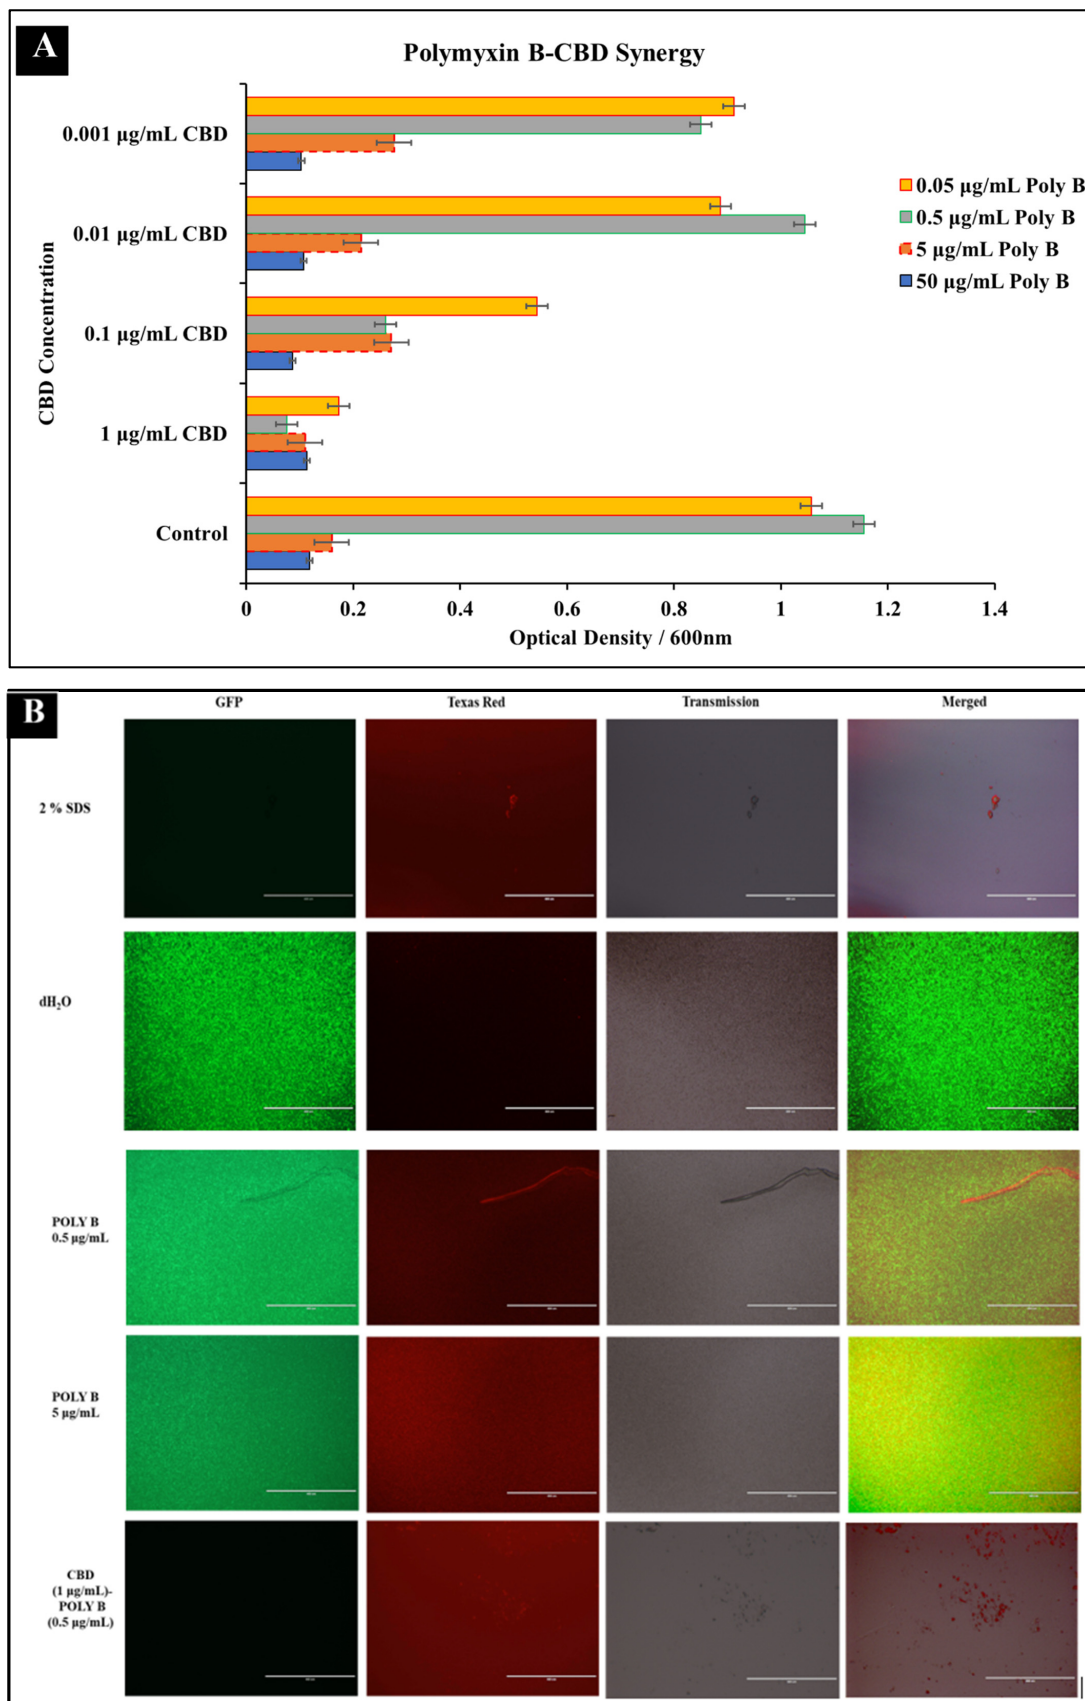 A
Polymyxin B-CBD Synergy
CBD Concentration
0.001 µg/mL CBD
0.01 µg/mL CBD
0.1 µg/mL CBD
1 µg/mL CBD
Control
0.05 µg/mL Poly B
0.5 µg/mL Poly B
5 µg/mL Poly B
50 µg/mL Poly B
0 0.2 0.4 0.6 0.8 1 1.2 1.4
Optical Density / 600nm
B
GFP Texas Red Transmission Merged
2 % SDS
dH₂O
POLY B
0.5 µg/mL
POLY B
5 µg/mL
CBD
(1 µg/mL)-
POLY B
(0.5 µg/mL)